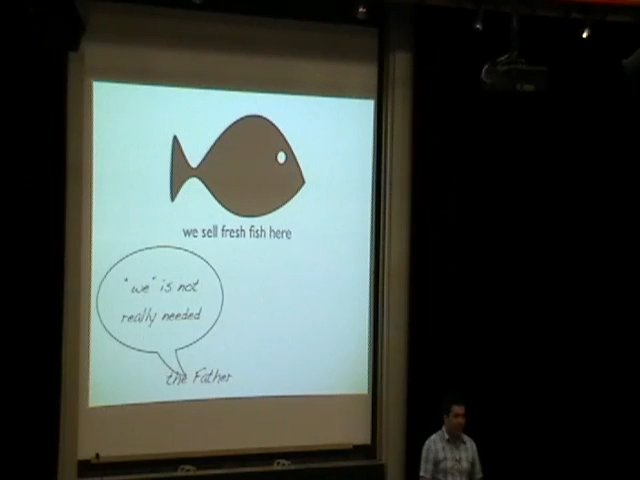 we sell fresh fish here
"we" is not
really needed
the Father